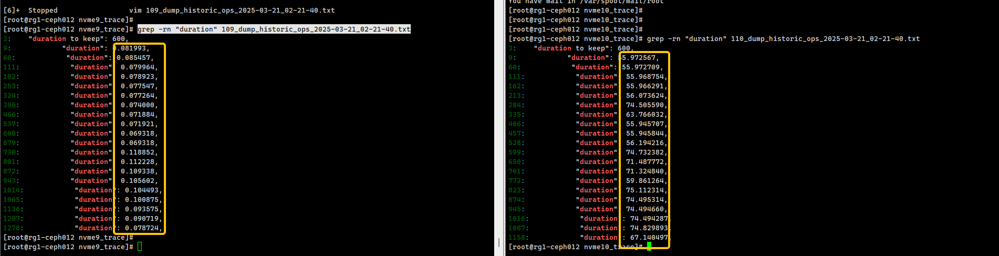 [6]+  Stopped                 vim 109_dump_historic_ops_2025-03-21_02-21-40.txt
[root@rg1-ceph012 nvme9_trace]#
[root@rg1-ceph012 nvme9_trace]# grep -rn "duration" 109_dump_historic_ops_2025-03-21_02-21-40.txt
3:    "duration to keep": 600,
9:            "duration": 0.081993,
60:            "duration": 0.085457,
111:            "duration" 0.079964,
182:            "duration" 0.078923,
253:            "duration" 0.077547,
324:            "duration" 0.077264,
395:            "duration" 0.074000,
466:            "duration" 0.071884,
537:            "duration" 0.071921,
608:            "duration" 0.069318,
679:            "duration" 0.069318,
730:            "duration" 0.118852,
801:            "duration" 0.112228,
872:            "duration" 0.109338,
943:            "duration" 0.105602,
1014:            "duration": 0.104493,
1065:            "duration": 0.100875,
1136:            "duration": 0.093575,
1207:            "duration": 0.090719,
1278:            "duration": 0.078724,
[root@rg1-ceph012 nvme9_trace]#
[root@rg1-ceph012 nvme9_trace]#
You have mail in /var/spool/mail/root
[root@rg1-ceph012 nvme10_trace]#
[root@rg1-ceph012 nvme10_trace]#
[root@rg1-ceph012 nvme10_trace]#
[root@rg1-ceph012 nvme10_trace]# grep -rn "duration" 110_dump_historic_ops_2025-03-21_02-21-40.txt
3:    "duration to keep": 600,
9:            "duration": 55.972567,
60:            "duration": 55.972709,
111:            "duration" 55.968754,
162:            "duration" 55.966291,
213:            "duration" 56.073624,
284:            "duration" 74.505590,
335:            "duration" 63.766032,
406:            "duration" 55.945707,
457:            "duration" 55.945844,
528:            "duration" 56.194216,
599:            "duration" 74.732382,
650:            "duration" 71.487772,
701:            "duration" 71.324840,
772:            "duration" 59.861264,
823:            "duration" 75.112314,
874:            "duration" 74.495314,
945:            "duration" 74.494660,
1016:            "duration": 74.494287,
1087:            "duration": 74.829893,
1158:            "duration": 67.140497,
[root@rg1-ceph012 nvme10_trace]#